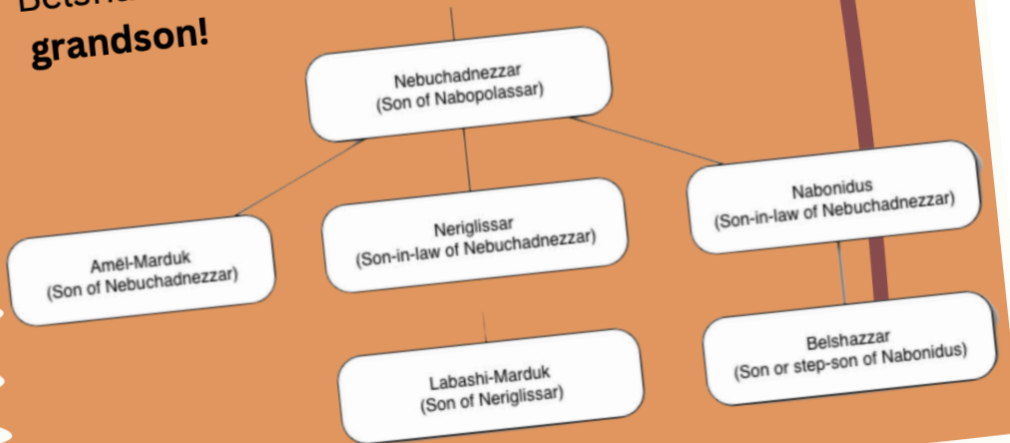 grandson!
Nebuchadnezzar
(Son of Nabopolassar)
Nabonidus
(Son-in-law of Nebuchadnezzar)
Neriglissar
(Son-in-law of Nebuchadnezzar)
Amēl-Marduk
(Son of Nebuchadnezzar)
Belshazzar
(Son or step-son of Nabonidus)
Labashi-Marduk
(Son of Neriglissar)